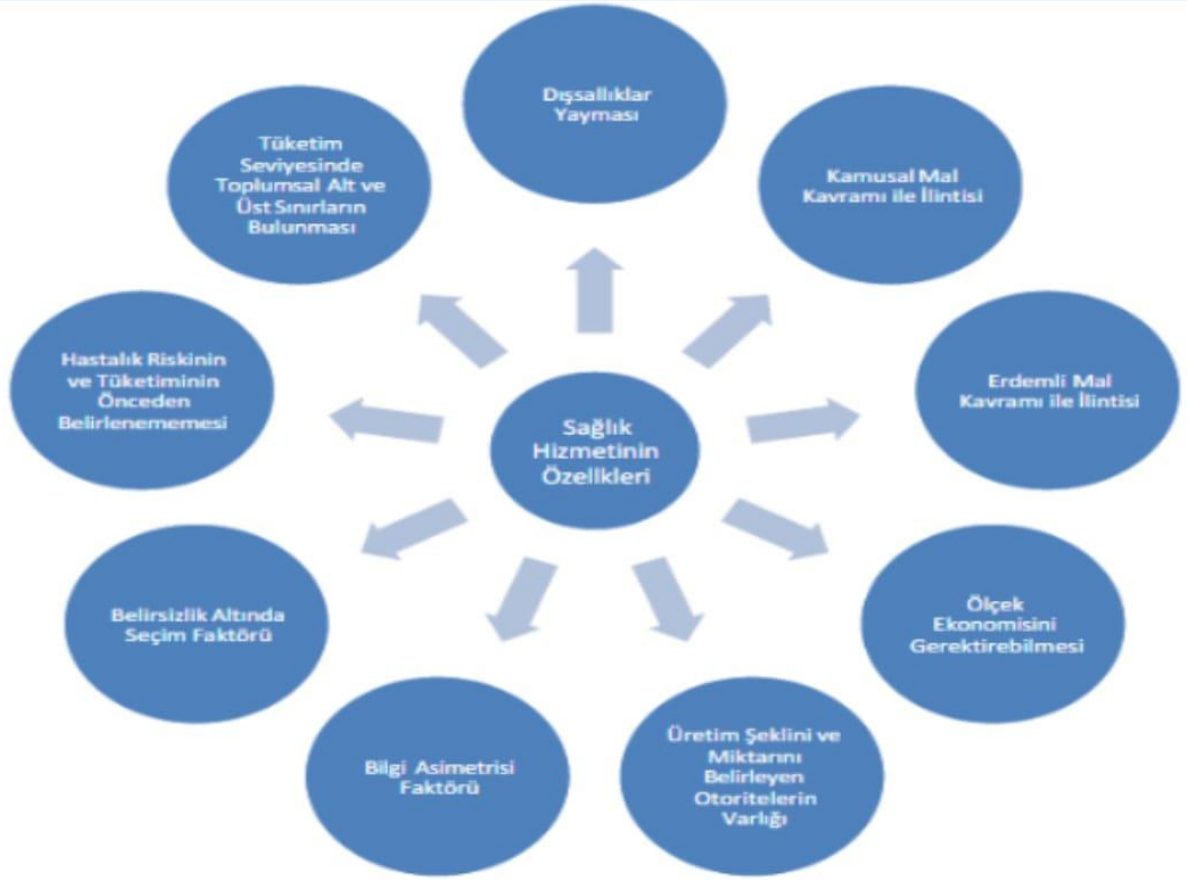 Dışsallıklar
Yayması
Kamusal Mal
Kavramı ile İlintisi
Erdemli Mal
Kavramı ile İlintisi
Ölçek
Ekonomisini
Gerektirebilmesi
Üretim Şeklini ve
Miktarını
Belirleyen
Otoritelerin
Varlığı
Bilgi Asimetrisi
Faktörü
Belirsizlik Altında
Seçim Faktörü
Hastalık Riskinin
ve Tüketiminin
Önceden
Belirlenememesi
Tüketim
Seviyesinde
Toplumsal Alt ve
Üst Sınırların
Bulunması
Sağlık
Hizmetinin
Özellkleri